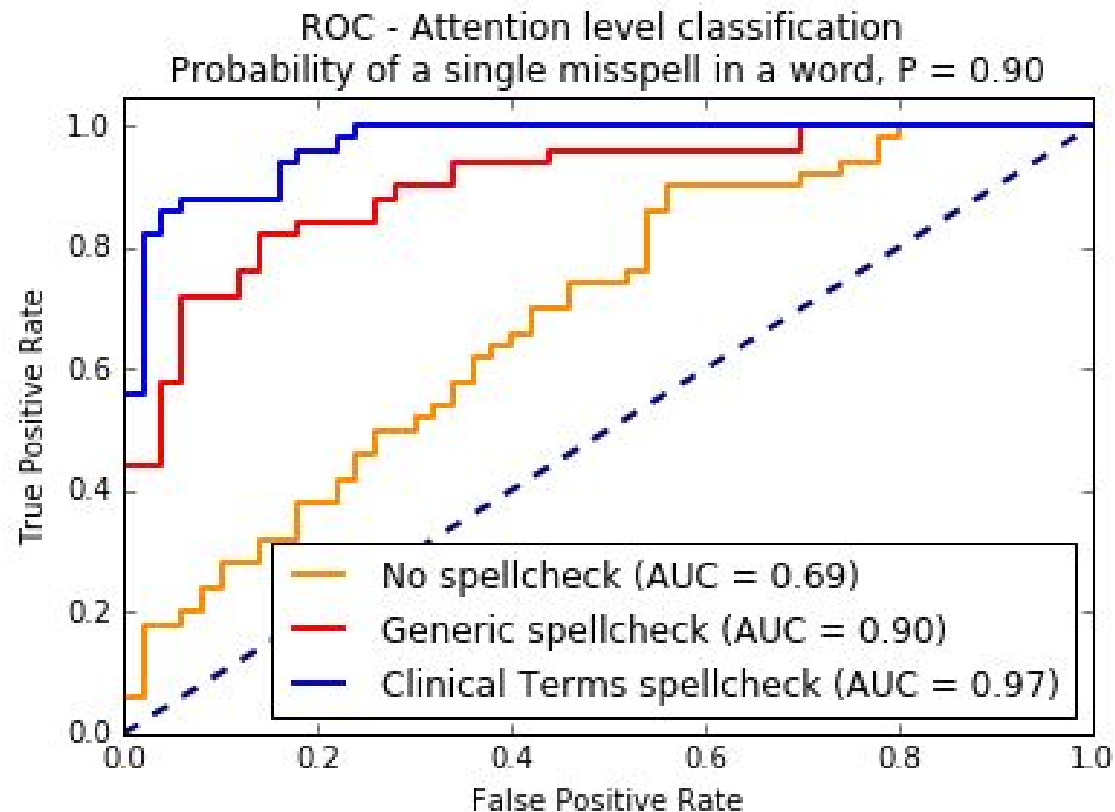 ROC - Attention level classification
Probability of a single misspell in a word, P = 0.90
True Positive Rate
1.0
0.8
0.6
0.4
0.2
0.0
No spellcheck (AUC = 0.69)
Generic spellcheck (AUC = 0.90)
Clinical Terms spellcheck (AUC = 0.97)
0.0 0.2 0.4 0.6 0.8 1.0
False Positive Rate